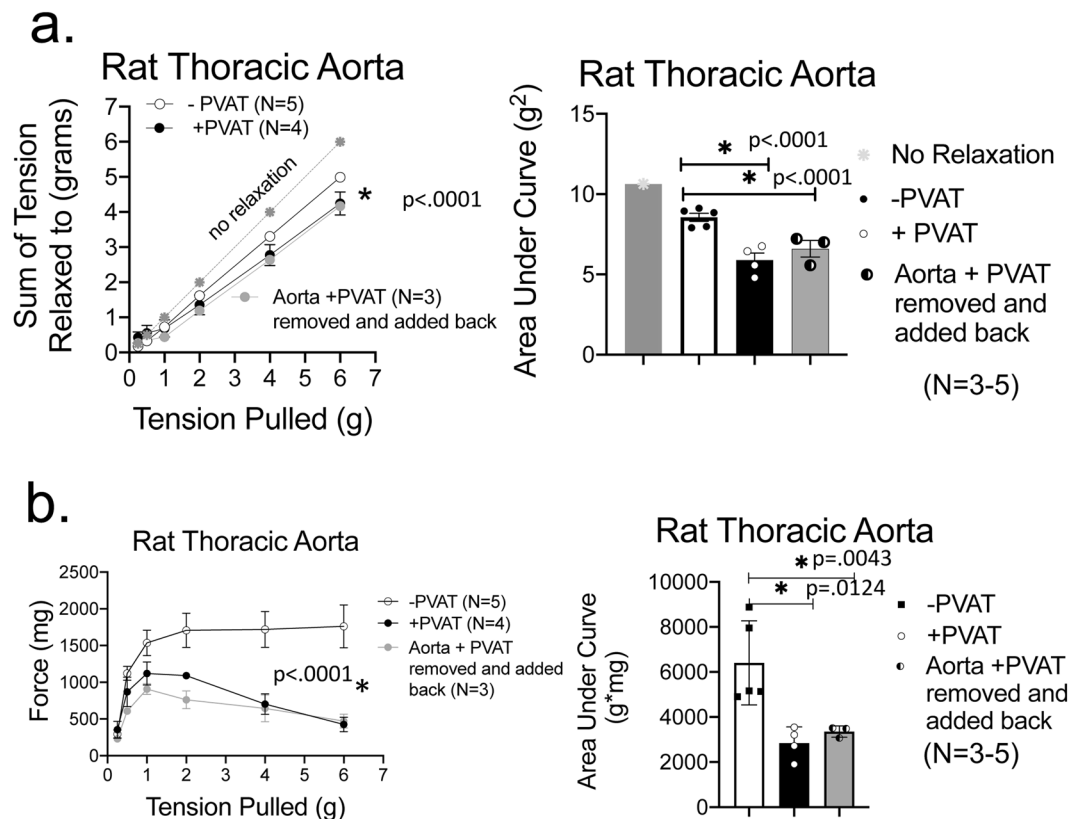 a.
Rat Thoracic Aorta
- PVAT (N=5)
+PVAT (N=4)
no relaxation
*
p<.0001
Aorta +PVAT (N=3)
removed and added back
Sum of Tension
Relaxed to (grams)
7
6
5
4
3
2
1
0
0 1 2 3 4 5 6 7
Tension Pulled (g)
Rat Thoracic Aorta
Area Under Curve (g²)
15
10
5
0
* p<.0001
* p<.0001
No Relaxation
-PVAT
+ PVAT
Aorta + PVAT
removed and
added back
(N=3-5)
b.
Rat Thoracic Aorta
Force (mg)
2500
2000
1500
1000
500
0
0 1 2 3 4 5 6 7
Tension Pulled (g)
-PVAT (N=5)
+PVAT (N=4)
Aorta + PVAT
removed and added
back (N=3)
p<.0001 *
Rat Thoracic Aorta
* p=.0043
* p=.0124
Area Under Curve
(g*mg)
10000
8000
6000
4000
2000
0
-PVAT
+PVAT
Aorta +PVAT
removed and
added back
(N=3-5)